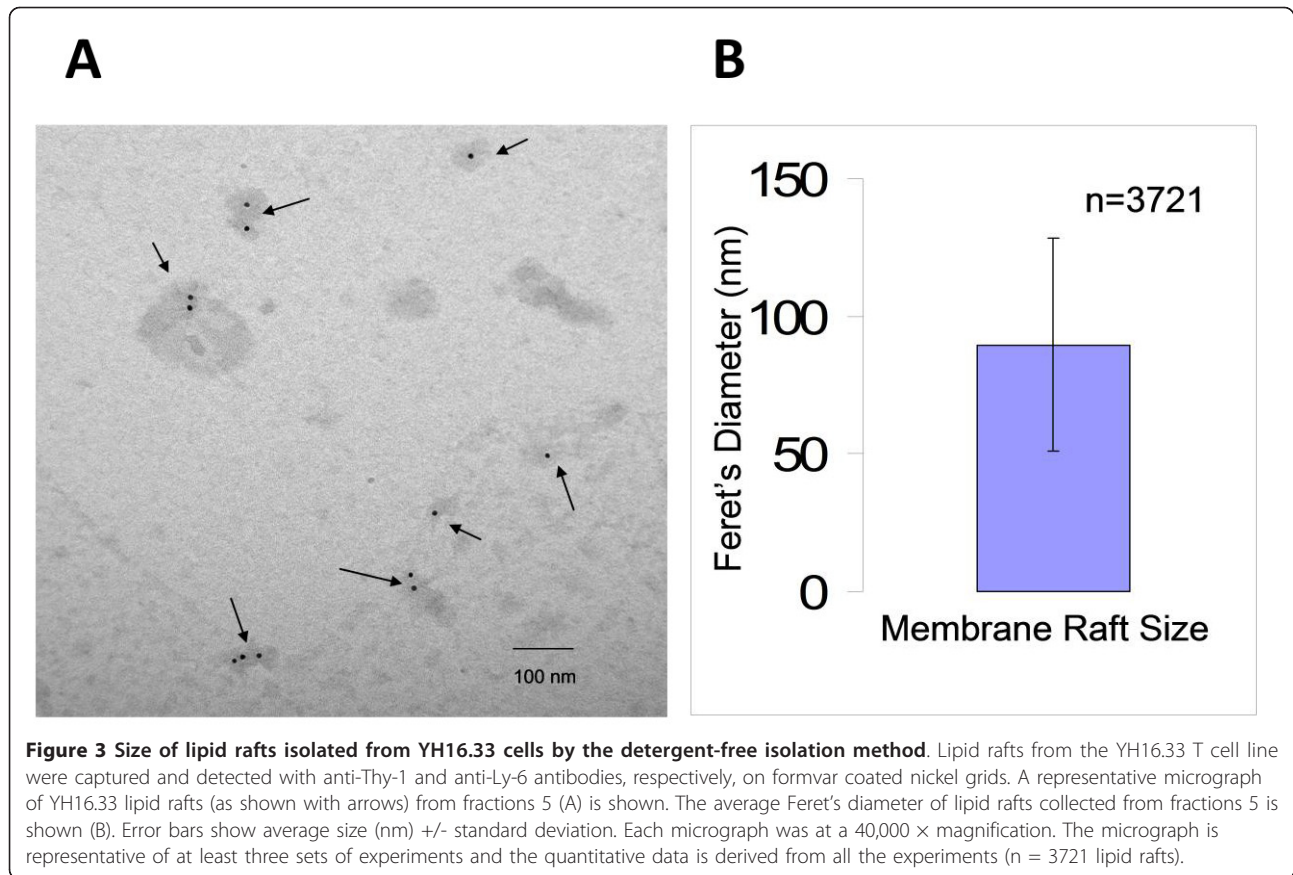 A
B
100 nm
150
100
50
0
Feret's Diameter (nm)
n=3721
Membrane Raft Size
Figure 3 Size of lipid rafts isolated from YH16.33 cells by the detergent-free isolation method. Lipid rafts from the YH16.33 T cell line
were captured and detected with anti-Thy-1 and anti-Ly-6 antibodies, respectively, on formvar coated nickel grids. A representative micrograph
of YH16.33 lipid rafts (as shown with arrows) from fractions 5 (A) is shown. The average Feret's diameter of lipid rafts collected from fractions 5 is
shown (B). Error bars show average size (nm) +/- standard deviation. Each micrograph was at a 40,000 × magnification. The micrograph is
representative of at least three sets of experiments and the quantitative data is derived from all the experiments (n = 3721 lipid rafts).